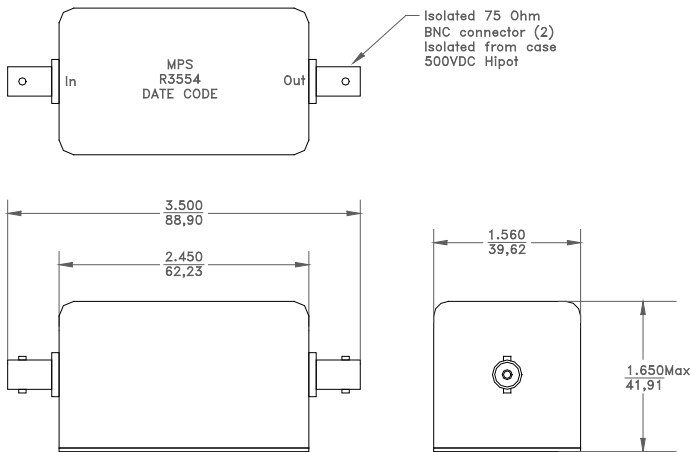 Isolated 75 Ohm
BNC connector (2)
Isolated from case
500VDC Hipot
MPS
R3554
DATE CODE
In
Out
3.500
88,90
2.450
62,23
1.560
39,62
1.650Max
41,91